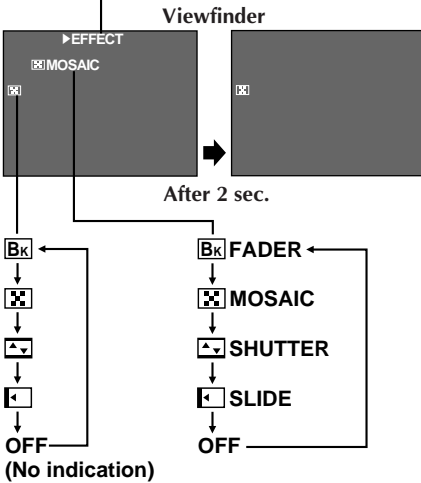 Viewfinder
▶EFFECT
MOSAIC
After 2 sec.
BK
BK FADER
MOSAIC
SHUTTER
SLIDE
OFF
OFF
(No indication)